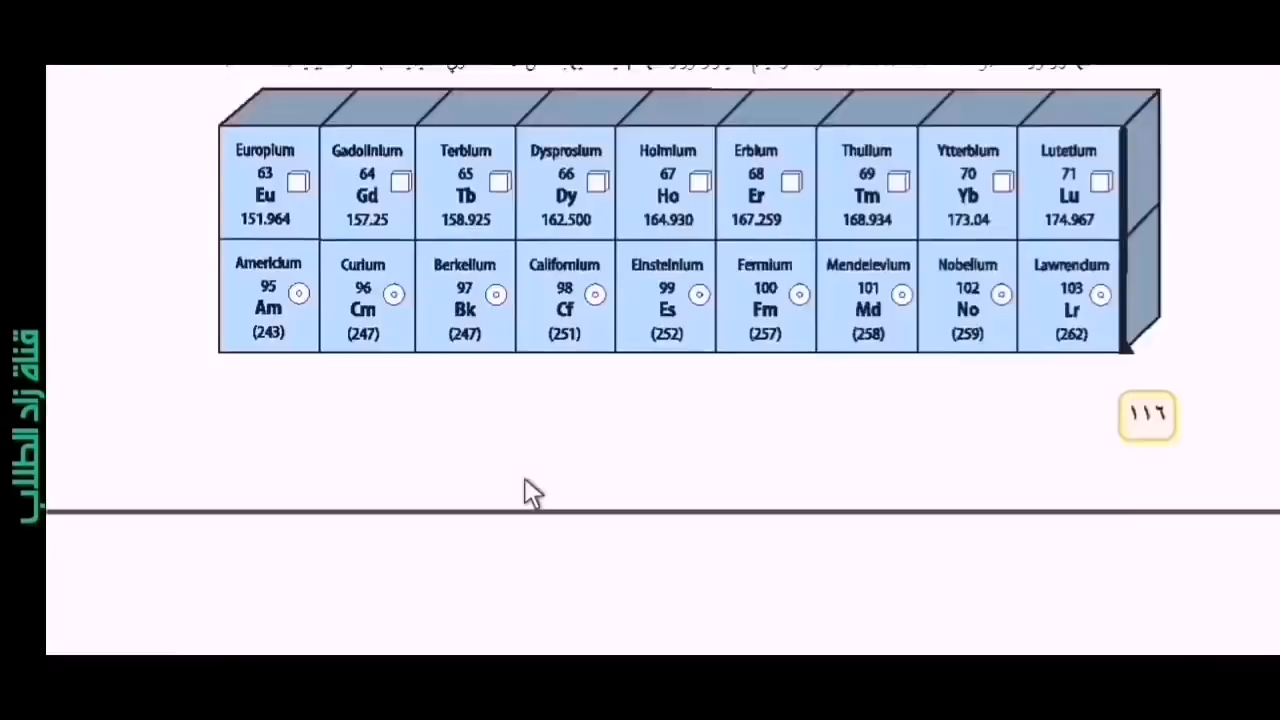 Europium Gadolinium Terbium Dysprosium Holmium Erbium Thulium Ytterbium Lutetium
63 64 65 66 67 68 69 70 71
Eu Gd Tb Dy Ho Er Tm Yb Lu
151.964 157.25 158.925 162.500 164.930 167.259 168.934 173.04 174.967
Americium Curium Berkelium Californium Einsteinium Fermium Mendelevium Nobelium Lawrencium
95 96 97 98 99 100 101 102 103
Am Cm Bk Cf Es Fm Md No Lr
(243) (247) (247) (251) (252) (257) (258) (259) (262)
١١٦
قناة زاد الطلاب